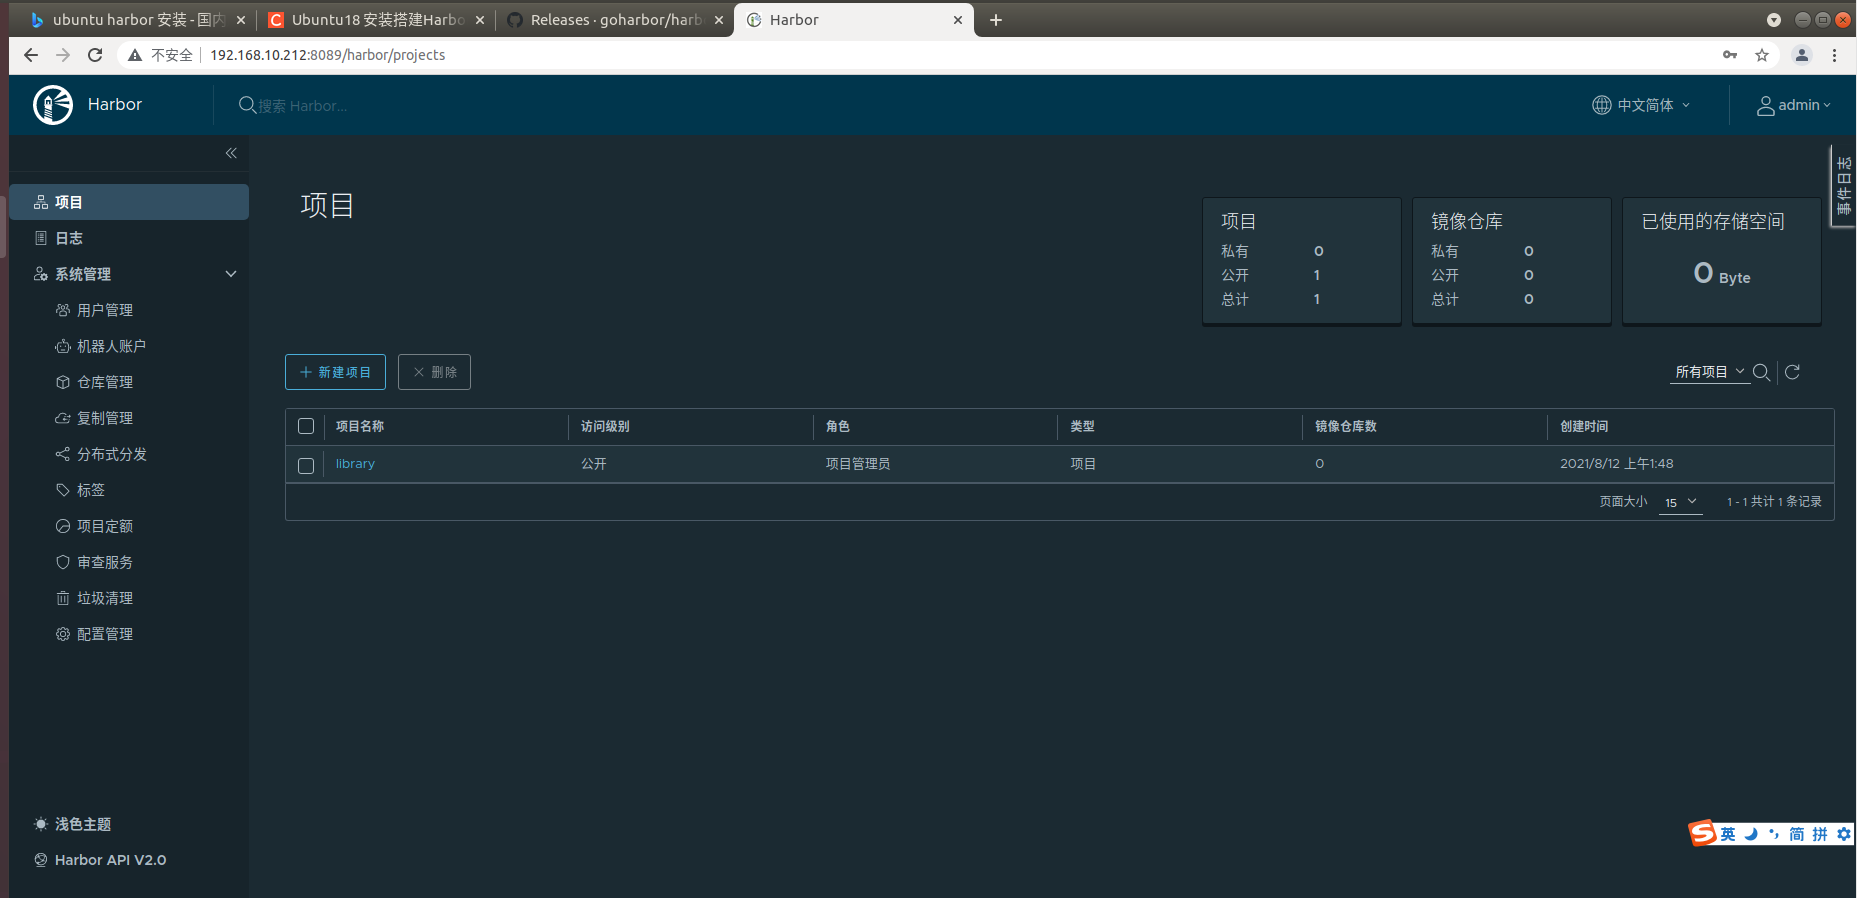 ubuntu harbor 安装 - 国内
Ubuntu18 安装搭建Harbo
Releases · goharbor/harb
Harbor
不安全
192.168.10.212:8089/harbor/projects
Harbor
搜索 Harbor...
中文简体
admin
项目
日志
系统管理
用户管理
机器人账户
仓库管理
复制管理
分布式分发
标签
项目定额
审查服务
垃圾清理
配置管理
浅色主题
Harbor API V2.0
项目
项目
私有 0
公开 1
总计 1
镜像仓库
私有 0
公开 0
总计 0
已使用的存储空间
0 Byte
事件日志
新建项目
删除
所有项目
项目名称 访问级别 角色 类型 镜像仓库数 创建时间
library 公开 项目管理员 项目 0 2021/8/12 上午1:48
页面大小 15 1 - 1 共计 1 条记录
英 简 拼